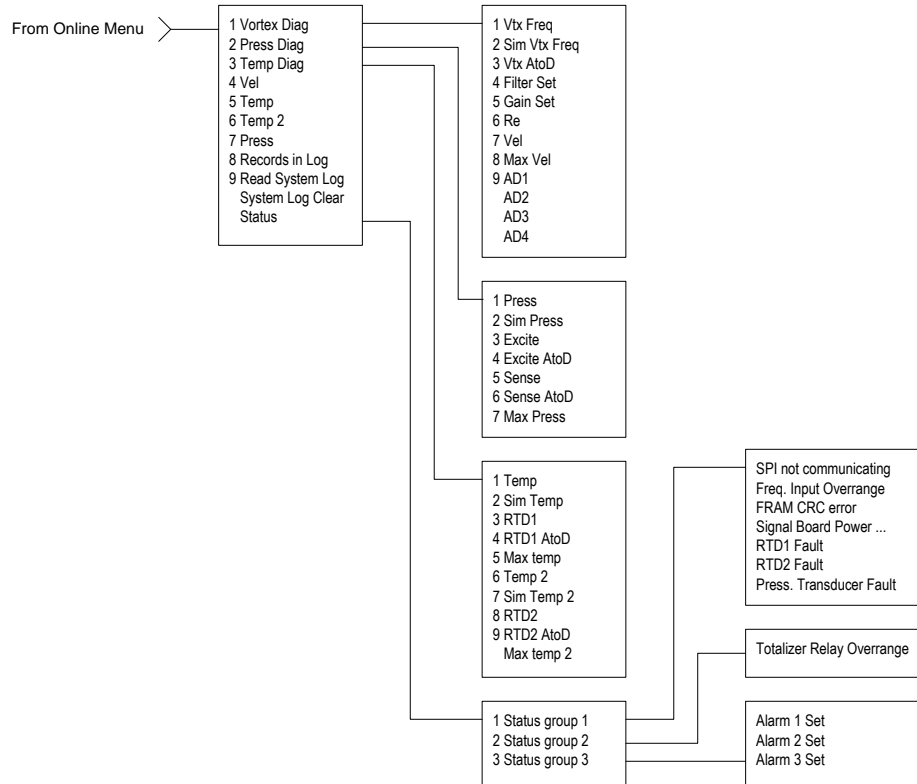 From Online Menu
1 Vortex Diag
2 Press Diag
3 Temp Diag
4 Vel
5 Temp
6 Temp 2
7 Press
8 Records in Log
9 Read System Log
System Log Clear
Status
1 Vtx Freq
2 Sim Vtx Freq
3 Vtx AtoD
4 Filter Set
5 Gain Set
6 Re
7 Vel
8 Max Vel
9 AD1
AD2
AD3
AD4
1 Press
2 Sim Press
3 Excite
4 Excite AtoD
5 Sense
6 Sense AtoD
7 Max Press
1 Temp
2 Sim Temp
3 RTD1
4 RTD1 AtoD
5 Max temp
6 Temp 2
7 Sim Temp 2
8 RTD2
9 RTD2 AtoD
Max temp 2
1 Status group 1
2 Status group 2
3 Status group 3
SPI not communicating
Freq. Input Overrange
FRAM CRC error
Signal Board Power ...
RTD1 Fault
RTD2 Fault
Press. Transducer Fault
Totalizer Relay Overrange
Alarm 1 Set
Alarm 2 Set
Alarm 3 Set